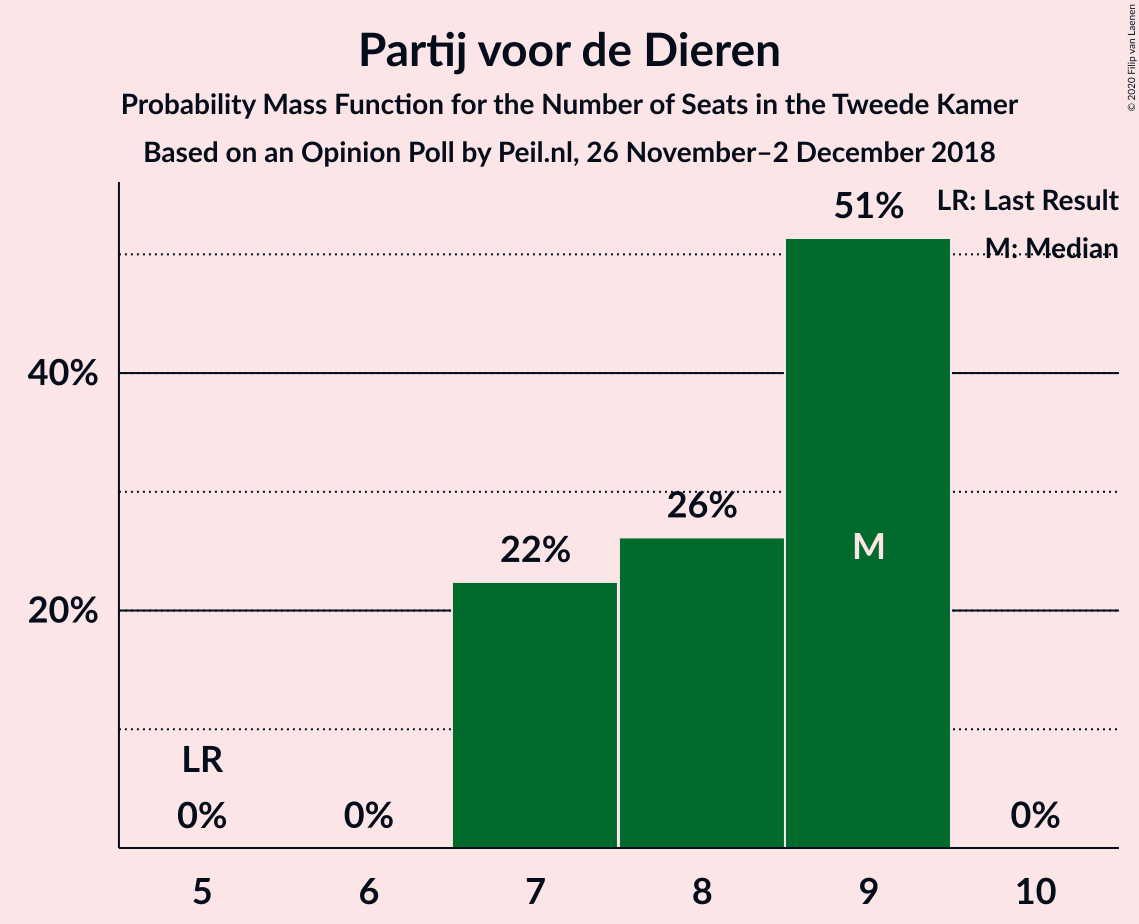 Partij voor de Dieren
Probability Mass Function for the Number of Seats in the Tweede Kamer
Based on an Opinion Poll by Peil.nl, 26 November–2 December 2018
© 2020 Filip van Laenen
LR: Last Result
M: Median
51%
40%
26%
22%
M
20%
LR
0%
0%
0%
5
6
7
8
9
10